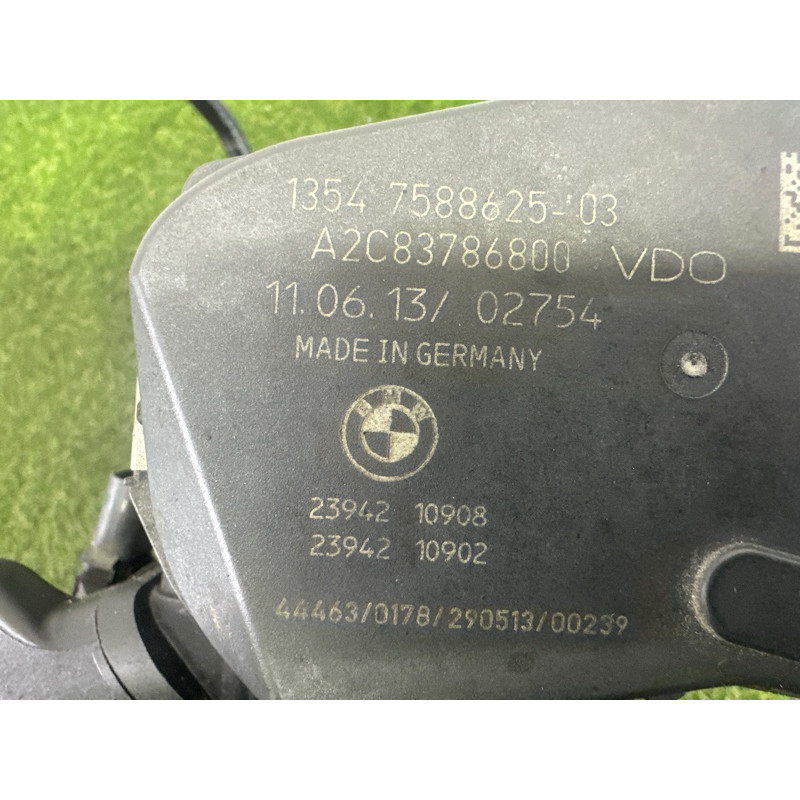 1354 7588625-03
A2C83786800 VDO
11.06.13/ 02754
MADE IN GERMANY
BMW
23942 10908
23942 10902
44463/0178/290513/00239